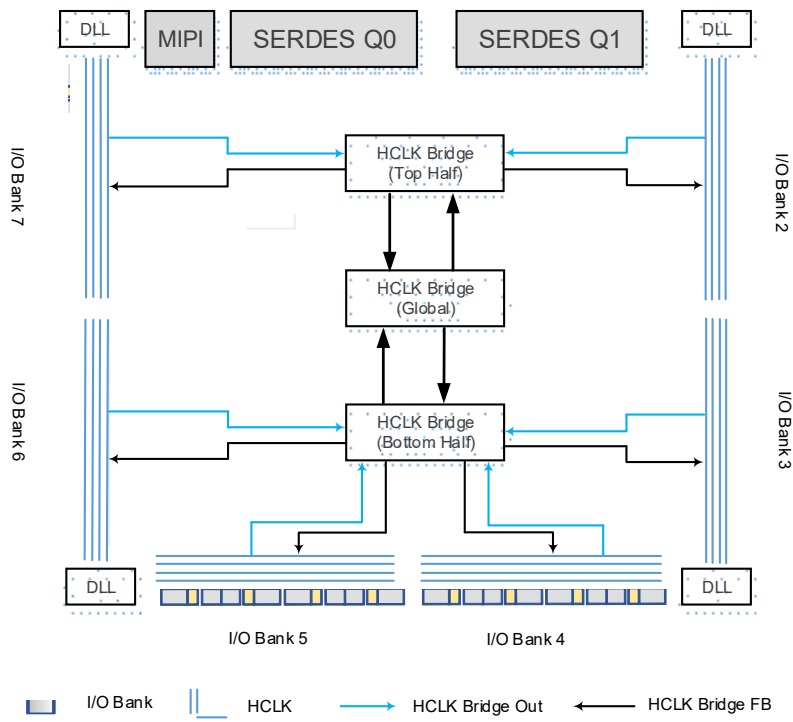 DLL
MIPI
SERDES Q0
SERDES Q1
DLL
I/O Bank 7
HCLK Bridge
(Top Half)
I/O Bank 2
HCLK Bridge
(Global)
I/O Bank 6
HCLK Bridge
(Bottom Half)
I/O Bank 3
DLL
DLL
I/O Bank 5
I/O Bank 4
I/O Bank
HCLK
HCLK Bridge Out
HCLK Bridge FB